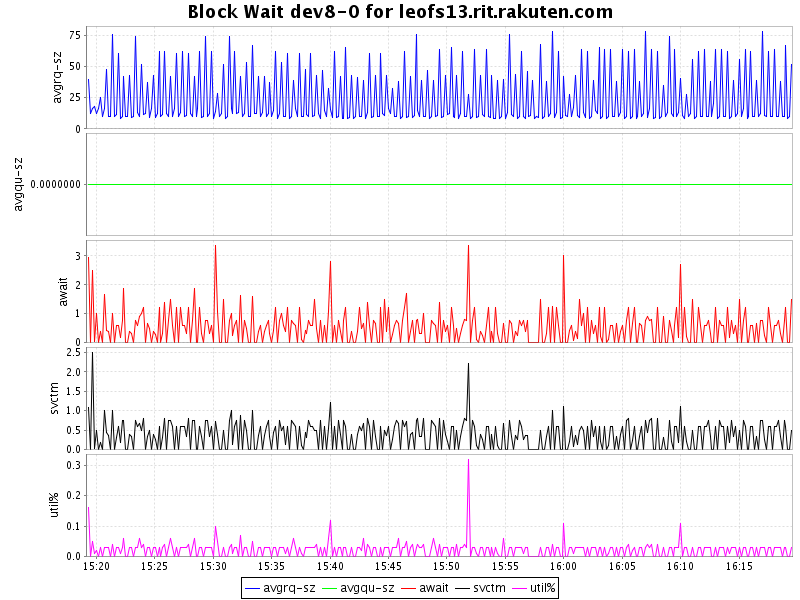 Block Wait dev8-0 for leofs13.rit.rakuten.com
avgrq-sz
75
50
25
0
avgqu-sz
0.0000000
await
3
2
1
0
svctm
2.5
2.0
1.5
1.0
0.5
0.0
util%
0.3
0.2
0.1
0.0
15:20 15:25 15:30 15:35 15:40 15:45 15:50 15:55 16:00 16:05 16:10 16:15
avgrq-sz avgqu-sz await svctm util%